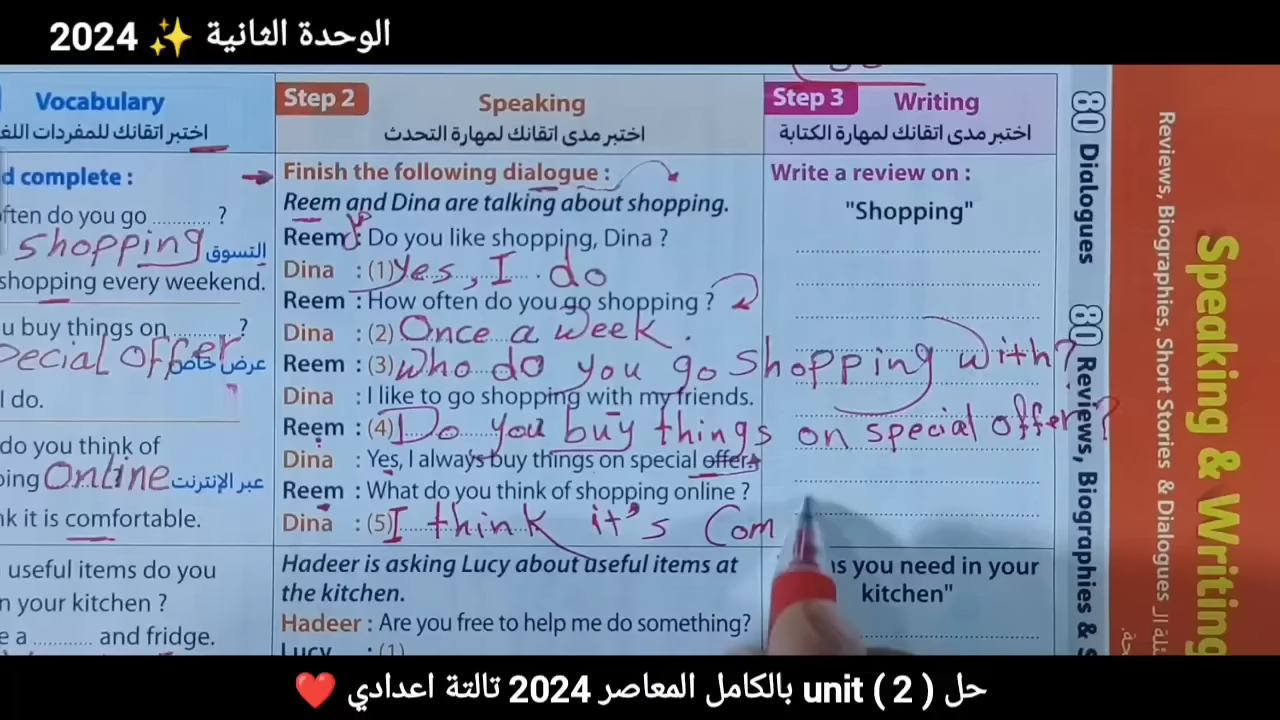 الوحدة الثانية ✨ 2024
Vocabulary
اختبر اتقانك للمفردات
d complete :
ften do you go ............ ?
shopping التسوق
shopping every weekend.
u buy things on .......... ?
pecial offer عرض خاص
I do.
do you think of
ping Online عبر الإنترنت
nk it is comfortable.
useful items do you
n your kitchen ?
e a .......... and fridge.
Step 2 Speaking
اختبر مدى اتقانك لمهارة التحدث
Finish the following dialogue :
Reem and Dina are talking about shopping.
Reem : Do you like shopping, Dina ?
Dina : (1) Yes, I do
Reem : How often do you go shopping ?
Dina : (2) Once a week.
Reem : (3) Who do you go shopping with?
Dina : I like to go shopping with my friends.
Reem : (4) Do you buy things on special offer?
Dina : Yes, I always buy things on special offer.
Reem : What do you think of shopping online ?
Dina : (5) I think it's Com
Hadeer is asking Lucy about useful items at
the kitchen.
Hadeer : Are you free to help me do something?
Lucy : (1)
Step 3 Writing
اختبر مدى اتقانك لمهارة الكتابة
Write a review on :
"Shopping"
s you need in your
kitchen"
80 Dialogues 80 Reviews, Biographies & S
Reviews, Biographies, Short Stories & Dialogues
Speaking & Writing
حل unit ( 2 ) بالكامل المعاصر 2024 تالتة اعدادي ❤️